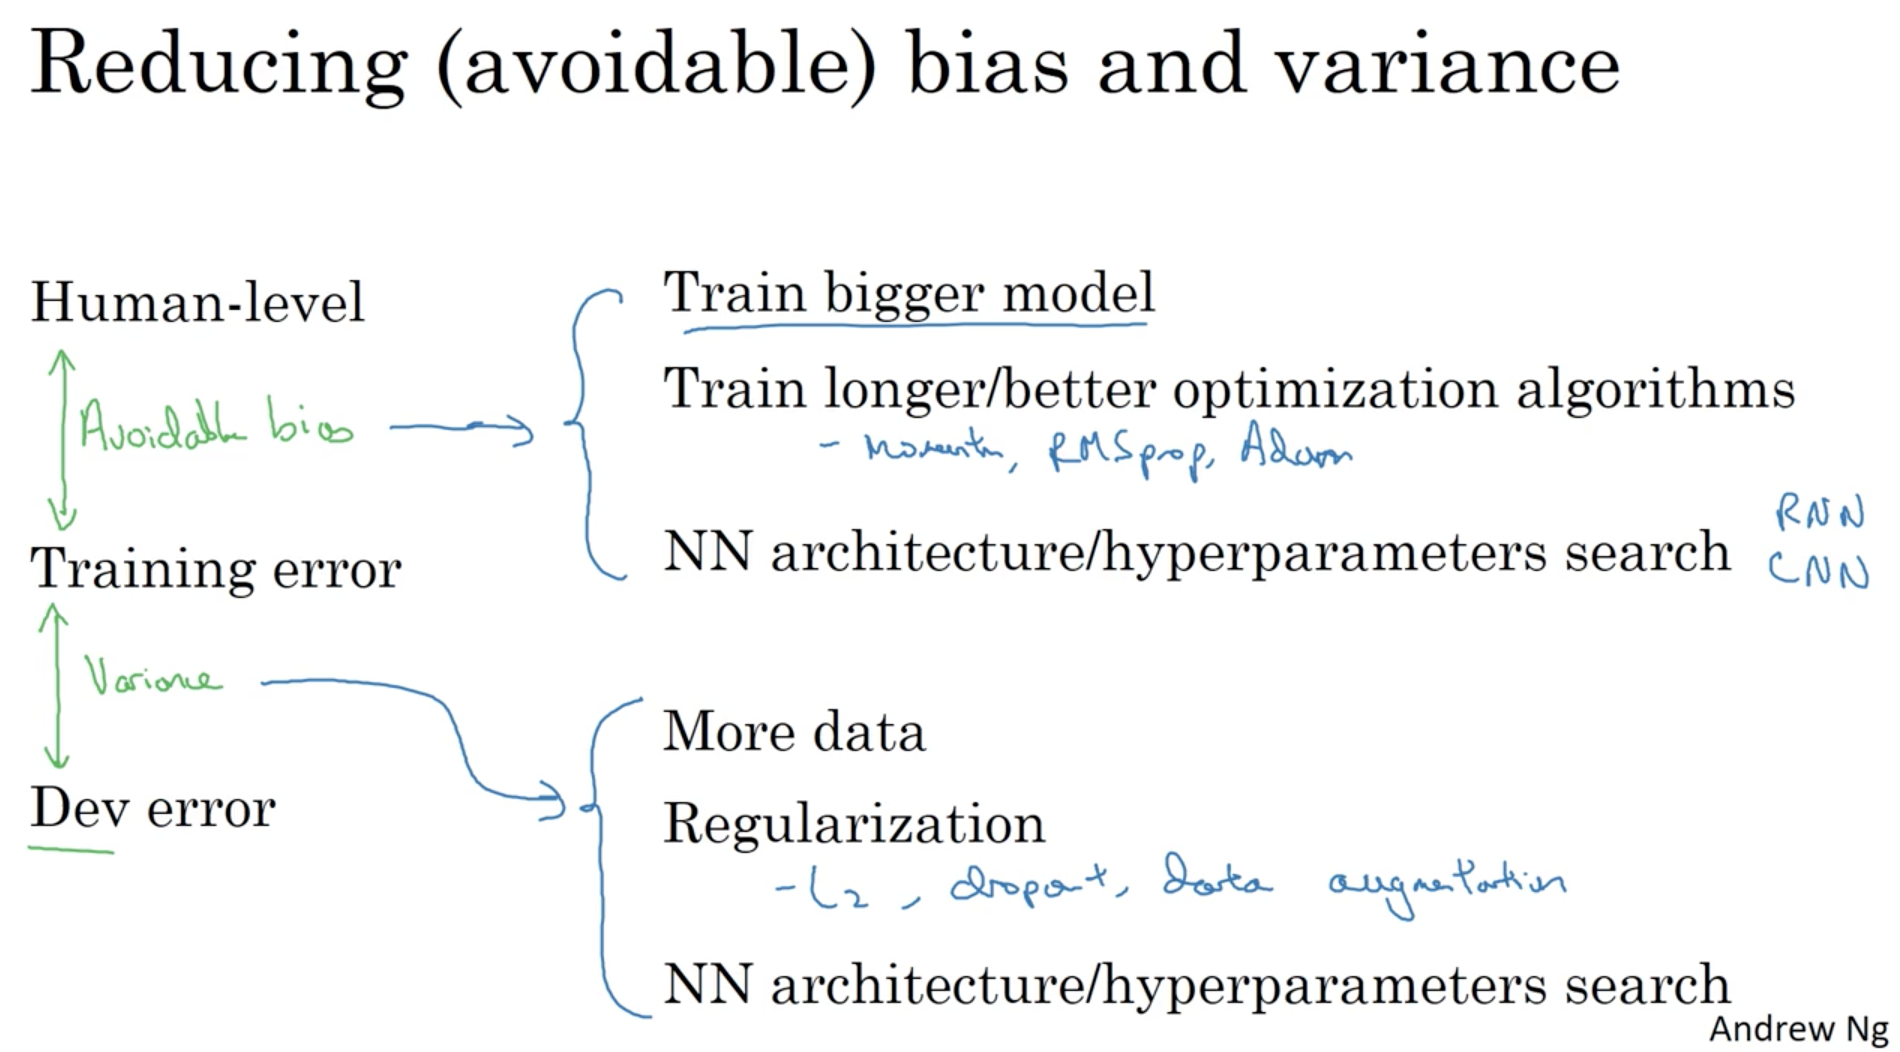 Reducing (avoidable) bias and variance
Human-level
Avoidable bias
Training error
Variance
Dev error
Train bigger model
Train longer/better optimization algorithms
- Momentum, RMSprop, Adam
NN architecture/hyperparameters search
RNN
CNN
More data
Regularization
- L2, dropout, data augmentation
NN architecture/hyperparameters search
Andrew Ng